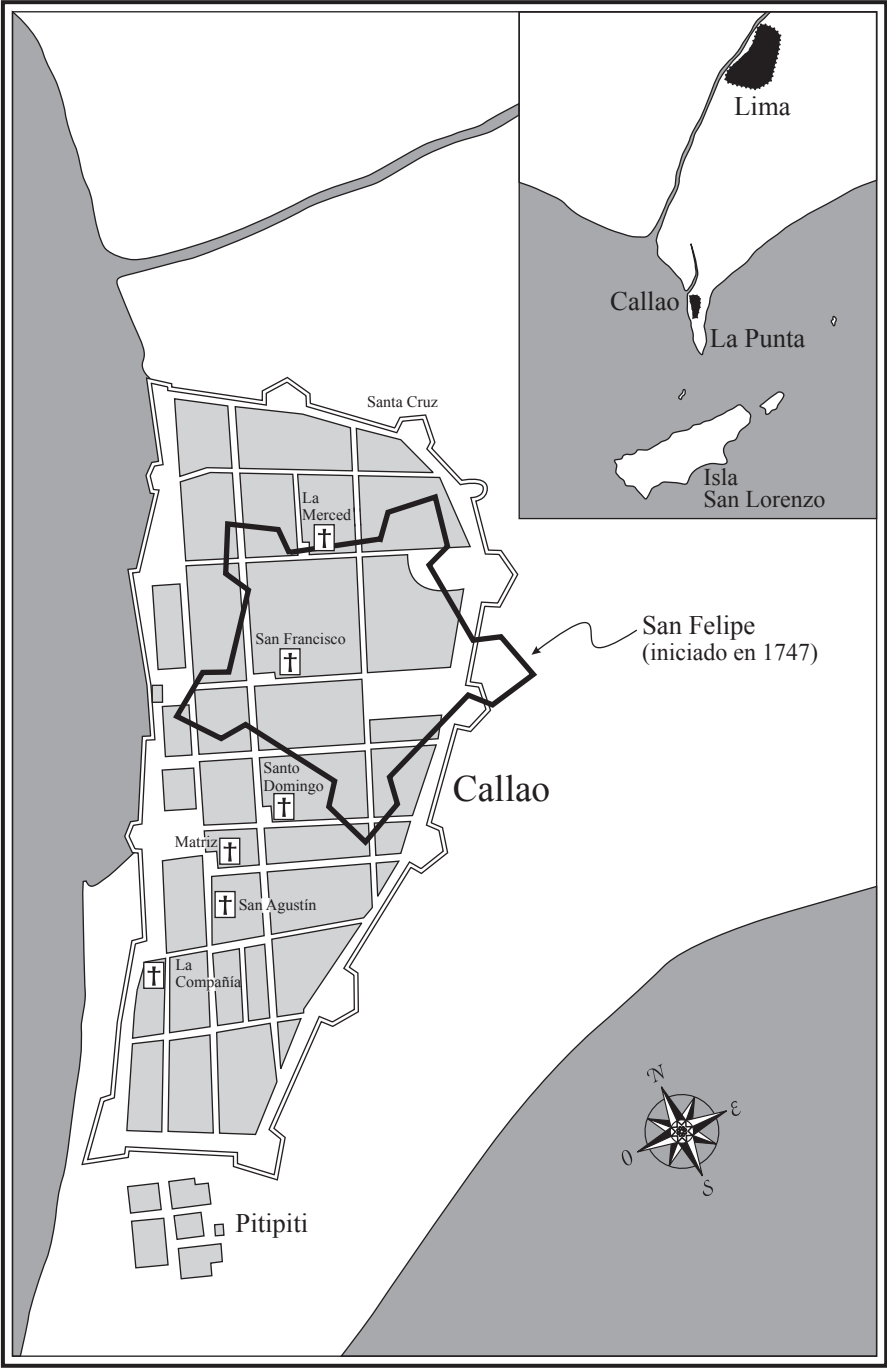 Lima
Callao
La Punta
Isla
San Lorenzo
Santa Cruz
La
Merced
San Francisco
San Felipe
(iniciado en 1747)
Santo
Domingo
Callao
Matriz
San Agustín
La
Compañía
N
E
O
S
Pitipiti